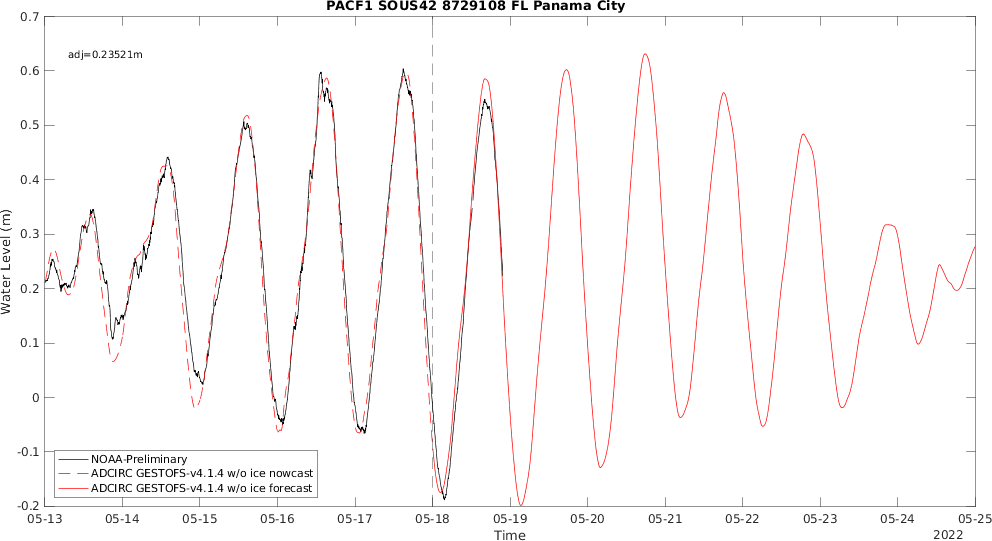 PACF1 SOUS42 8729108 FL Panama City
adj=0.23521m
0.7
0.6
0.5
0.4
0.3
0.2
0.1
0
-0.1
-0.2
Water Level (m)
NOAA-Preliminary
ADCIRC GESTOFS-v4.1.4 w/o ice nowcast
ADCIRC GESTOFS-v4.1.4 w/o ice forecast
05-13 05-14 05-15 05-16 05-17 05-18 05-19 05-20 05-21 05-22 05-23 05-24 05-25
Time
2022